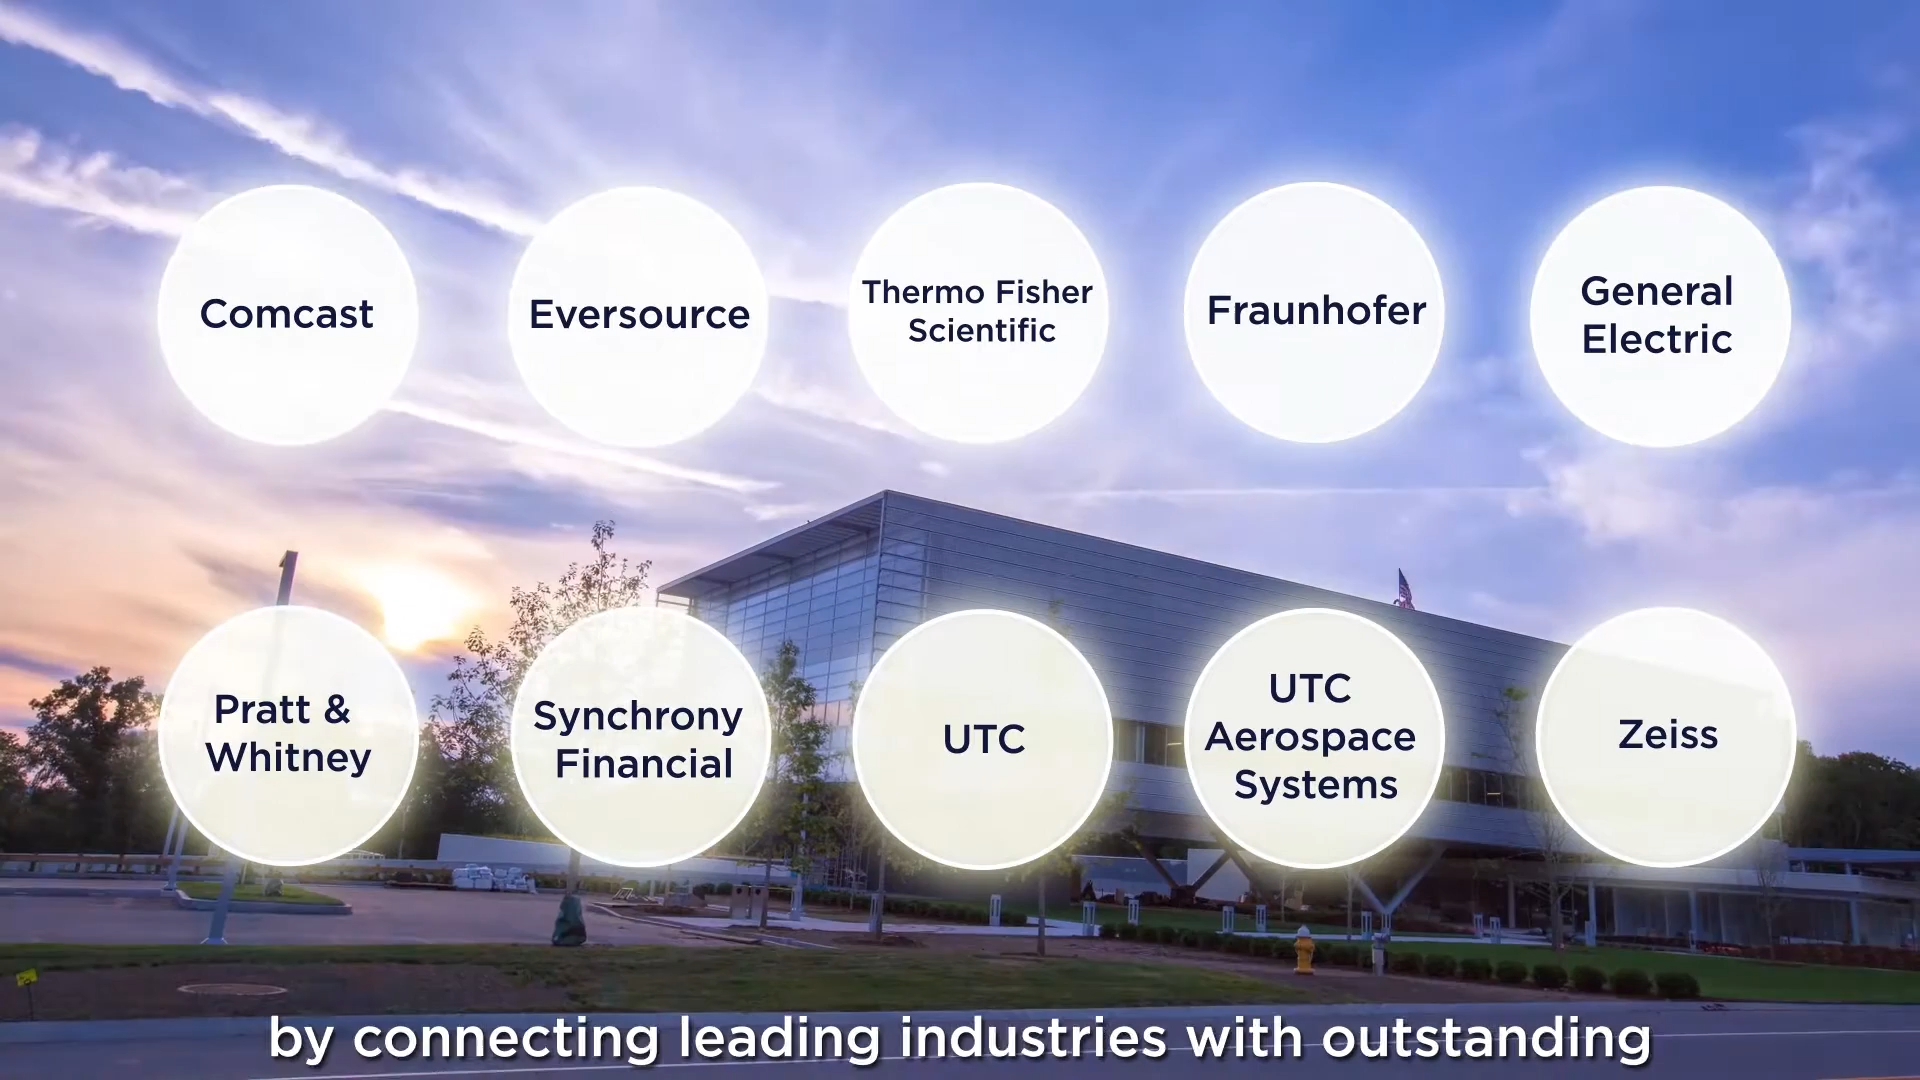 Comcast
Eversource
Thermo Fisher
Scientific
Fraunhofer
General
Electric
Pratt &
Whitney
Synchrony
Financial
UTC
UTC
Aerospace
Systems
Zeiss
by connecting leading industries with outstanding